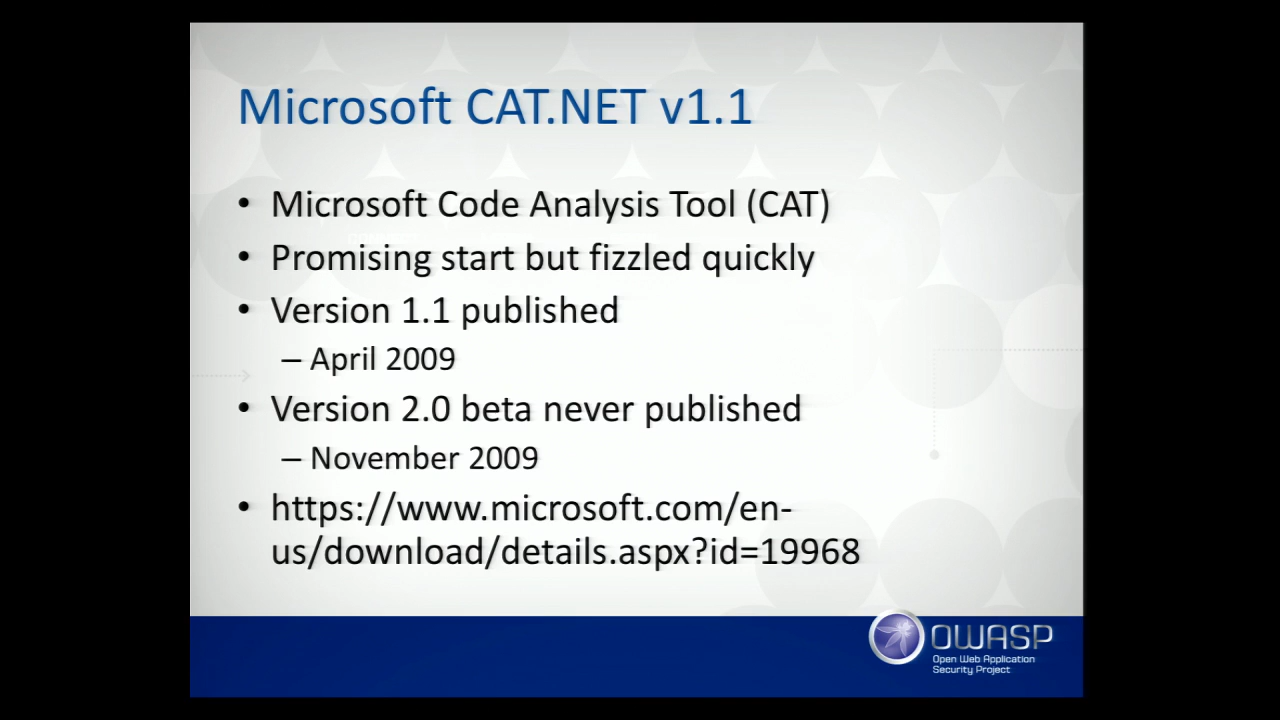 Microsoft CAT.NET v1.1
• Microsoft Code Analysis Tool (CAT)
• Promising start but fizzled quickly
• Version 1.1 published
– April 2009
• Version 2.0 beta never published
– November 2009
• https://www.microsoft.com/en-
us/download/details.aspx?id=19968
OWASP
Open Web Application
Security Project